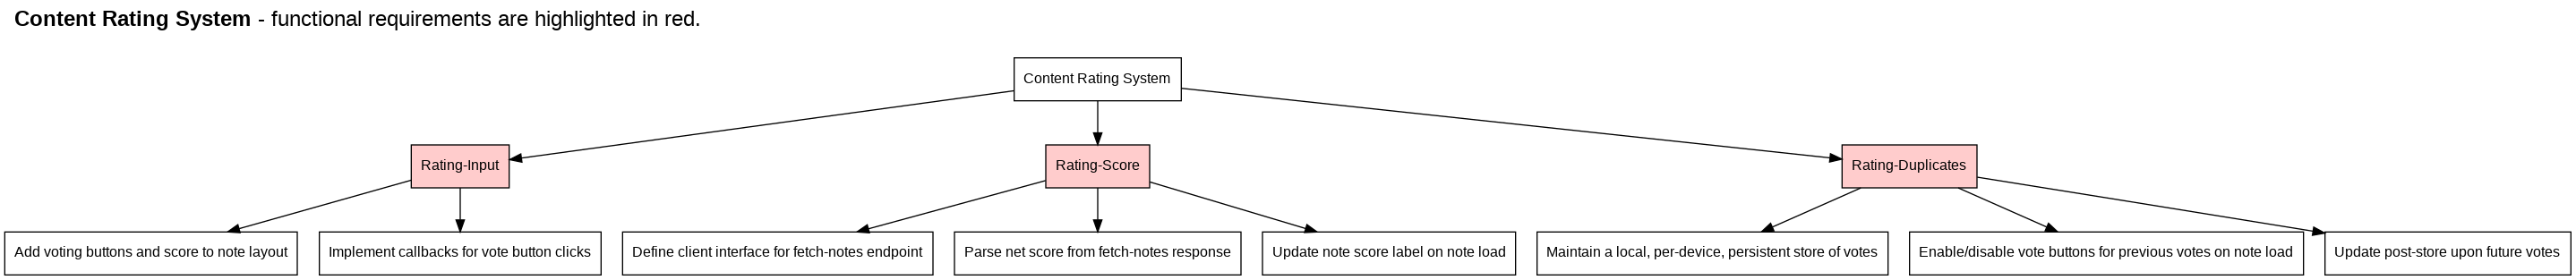 Content Rating System - functional requirements are highlighted in red.
Content Rating System
Rating-Input
Rating-Score
Rating-Duplicates
Add voting buttons and score to note layout
Implement callbacks for vote button clicks
Define client interface for fetch-notes endpoint
Parse net score from fetch-notes response
Update note score label on note load
Maintain a local, per-device, persistent store of votes
Enable/disable vote buttons for previous votes on note load
Update post-store upon future votes